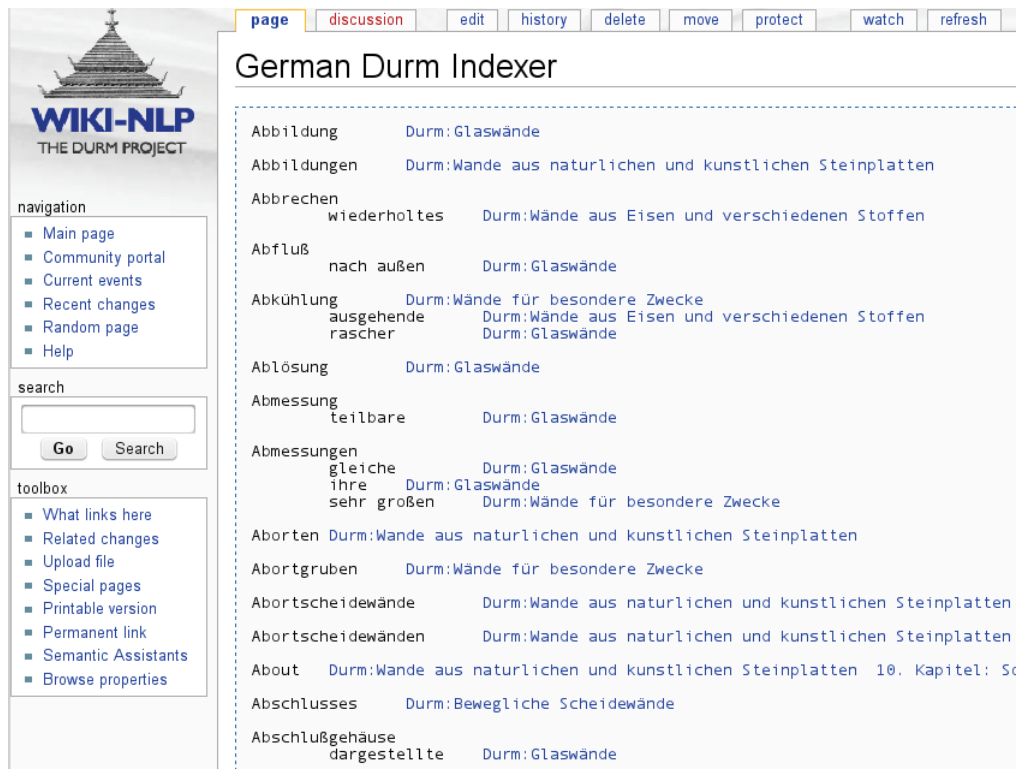 page discussion edit history delete move protect watch refresh
WIKI-NLP
THE DURM PROJECT
navigation
Main page
Community portal
Current events
Recent changes
Random page
Help
search
Go Search
toolbox
What links here
Related changes
Upload file
Special pages
Printable version
Permanent link
Semantic Assistants
Browse properties
German Durm Indexer
Abbildung Durm:Glaswände
Abbildungen Durm:Wande aus naturlichen und kunstlichen Steinplatten
Abbrechen
wiederholtes Durm:Wände aus Eisen und verschiedenen Stoffen
Abfluß
nach außen Durm:Glaswände
Abkühlung Durm:Wände für besondere Zwecke
ausgehende Durm:Wände aus Eisen und verschiedenen Stoffen
rascher Durm:Glaswände
Ablösung Durm:Glaswände
Abmessung
teilbare Durm:Glaswände
Abmessungen
gleiche Durm:Glaswände
ihre Durm:Glaswände
sehr großen Durm:Wände für besondere Zwecke
Aborten Durm:Wande aus naturlichen und kunstlichen Steinplatten
Abortgruben Durm:Wände für besondere Zwecke
Abortscheidewände Durm:Wande aus naturlichen und kunstlichen Steinplatten
Abortscheidewänden Durm:Wande aus naturlichen und kunstlichen Steinplatten
About Durm:Wande aus naturlichen und kunstlichen Steinplatten 10. Kapitel:
Abschlusses Durm:Bewegliche Scheidewände
Abschlußgehäuse
dargestellte Durm:Glaswände